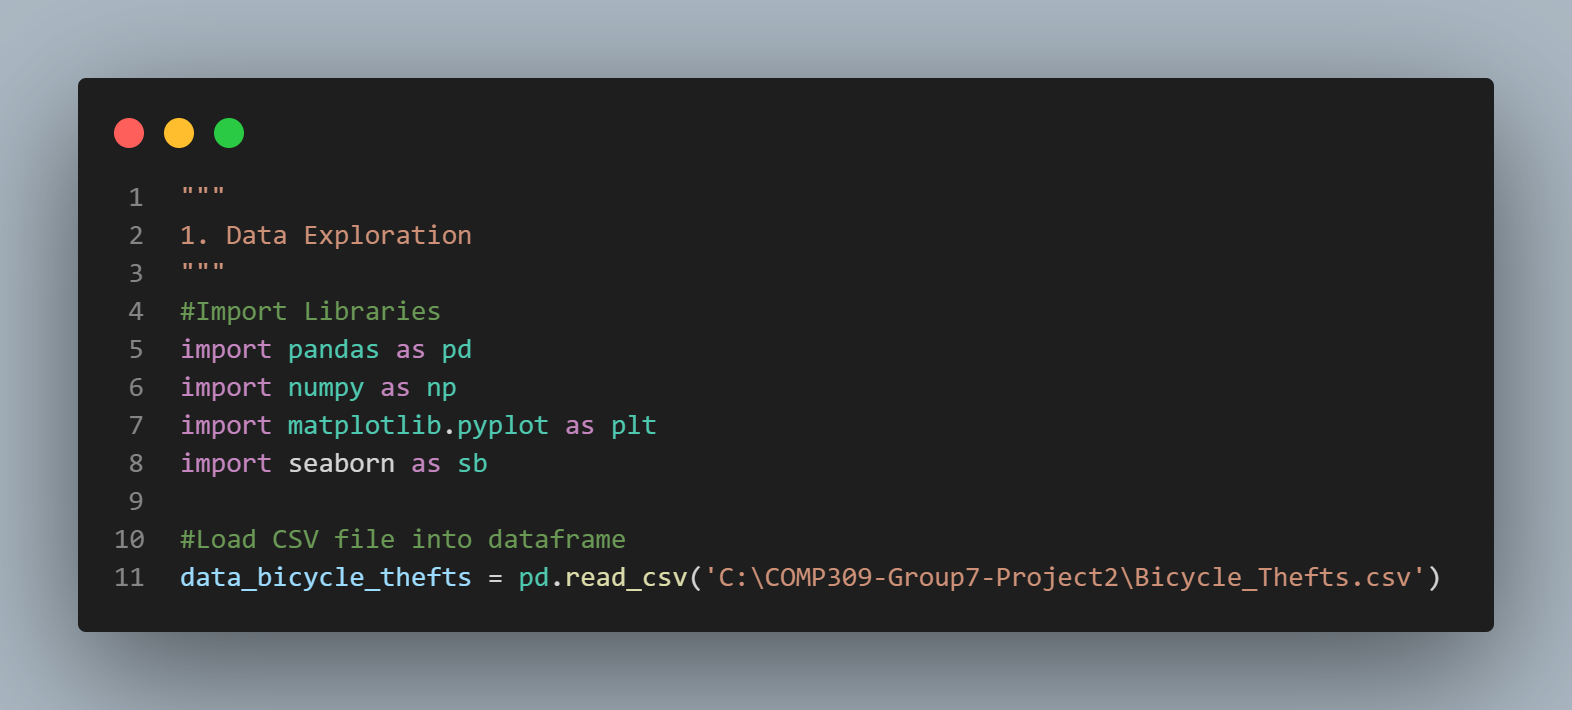 1 """
2 1. Data Exploration
3 """
4 #Import Libraries
5 import pandas as pd
6 import numpy as np
7 import matplotlib.pyplot as plt
8 import seaborn as sb
9
10 #Load CSV file into dataframe
11 data_bicycle_thefts = pd.read_csv('C:\COMP309-Group7-Project2\Bicycle_Thefts.csv')